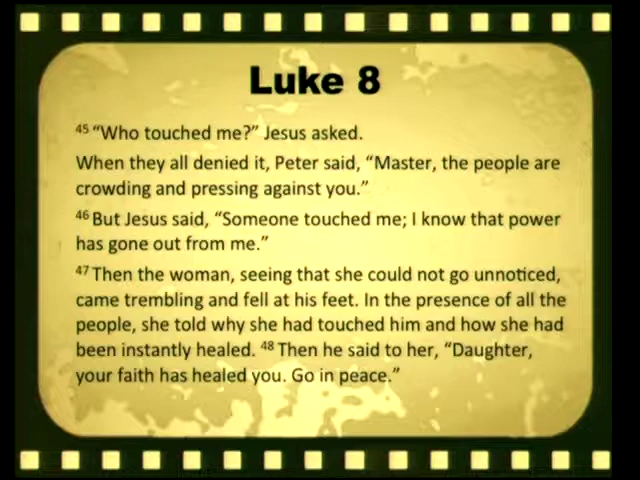 Luke 8
45 “Who touched me?” Jesus asked.
When they all denied it, Peter said, “Master, the people are
crowding and pressing against you.”
46 But Jesus said, “Someone touched me; I know that power
has gone out from me.”
47 Then the woman, seeing that she could not go unnoticed,
came trembling and fell at his feet. In the presence of all the
people, she told why she had touched him and how she had
been instantly healed. 48 Then he said to her, “Daughter,
your faith has healed you. Go in peace.”